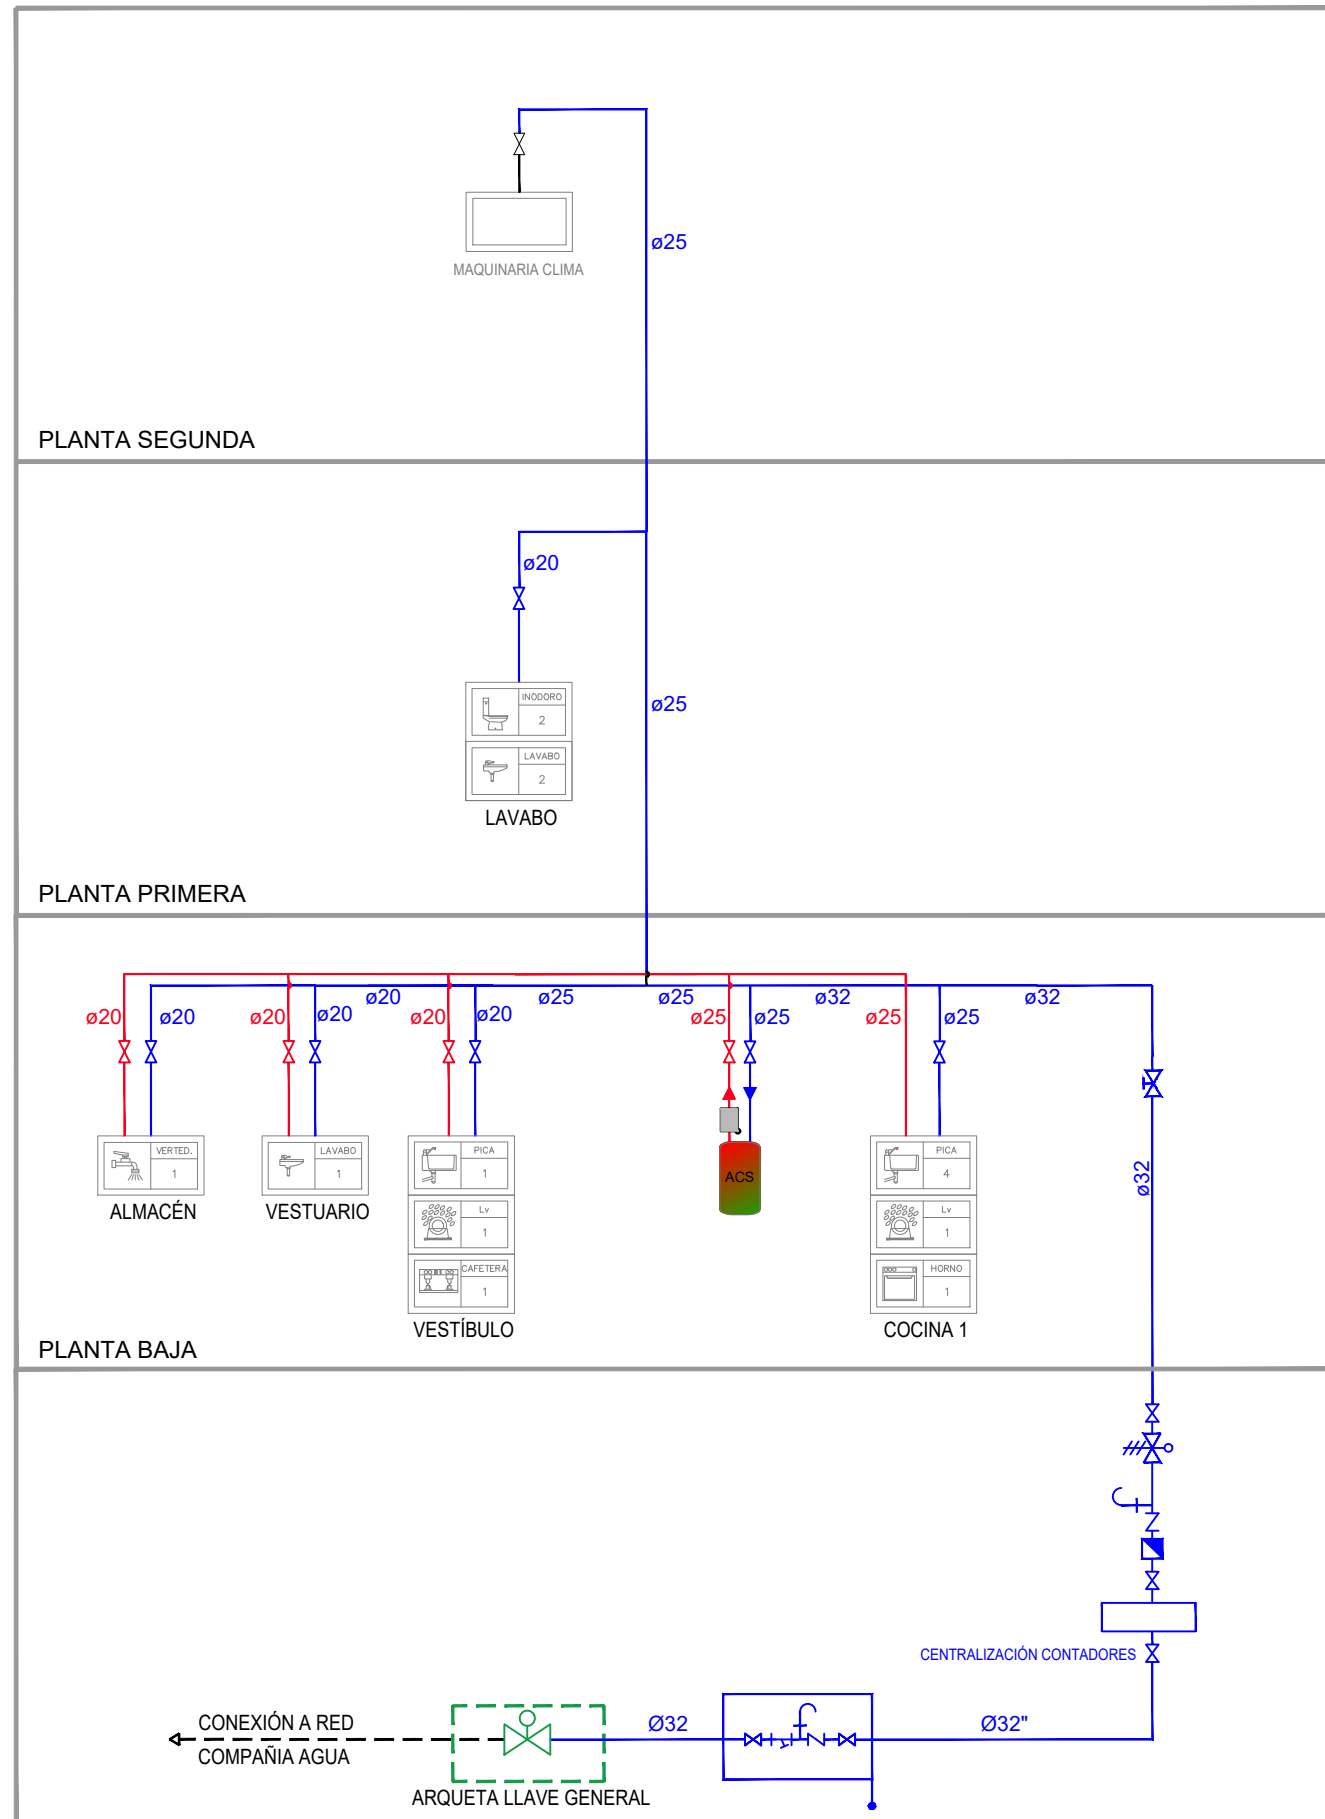 ø25
MAQUINARIA CLIMA
PLANTA SEGUNDA
ø20
INODORO
2
ø25
LAVABO
2
LAVABO
PLANTA PRIMERA
ø20
ø25
ø25
ø32
ø32
ø20
ø20
ø20
ø20
ø20
ø20
ø25
ø25
ø25
ø25
VERTED.
1
ALMACÉN
LAVABO
1
VESTUARIO
PICA
1
Lv
1
CAFETERA
1
VESTÍBULO
ACS
PICA
4
Lv
1
HORNO
1
COCINA 1
ø32
PLANTA BAJA
CENTRALIZACIÓN CONTADORES
CONEXIÓN A RED
COMPAÑIA AGUA
Ø32
Ø32"
ARQUETA LLAVE GENERAL